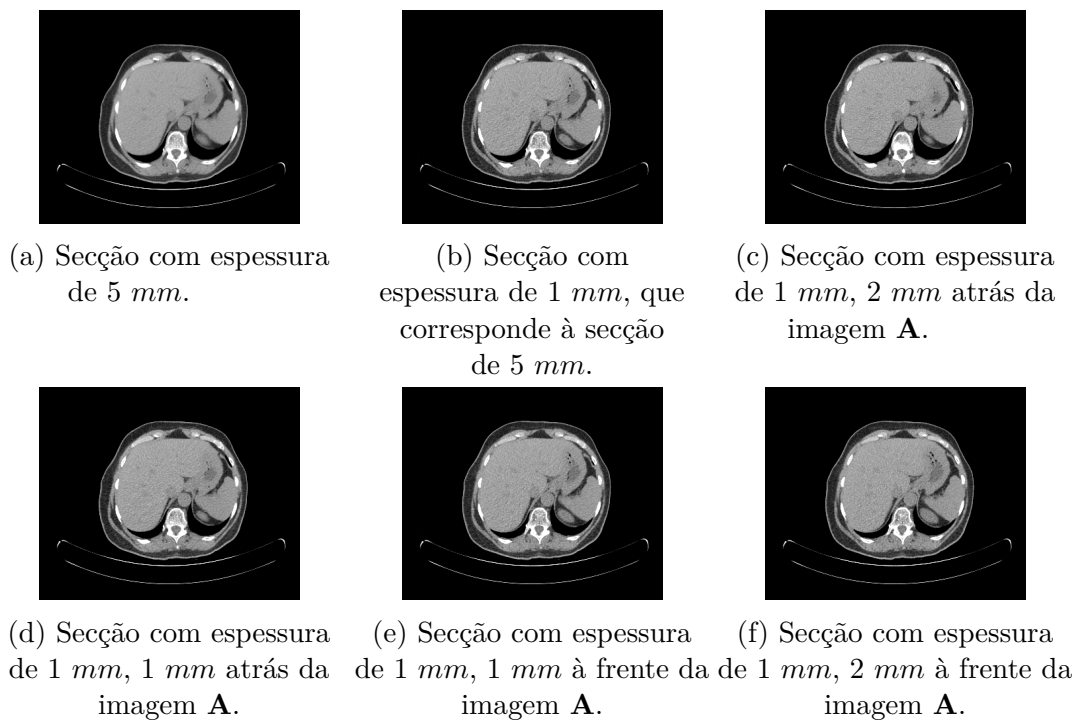 (a) Secção com espessura
de 5 mm.
(b) Secção com
espessura de 1 mm, que
corresponde à secção
de 5 mm.
(c) Secção com espessura
de 1 mm, 2 mm atrás da
imagem A.
(d) Secção com espessura
de 1 mm, 1 mm atrás da
imagem A.
(e) Secção com espessura
de 1 mm, 1 mm à frente da
imagem A.
(f) Secção com espessura
de 1 mm, 2 mm à frente da
imagem A.